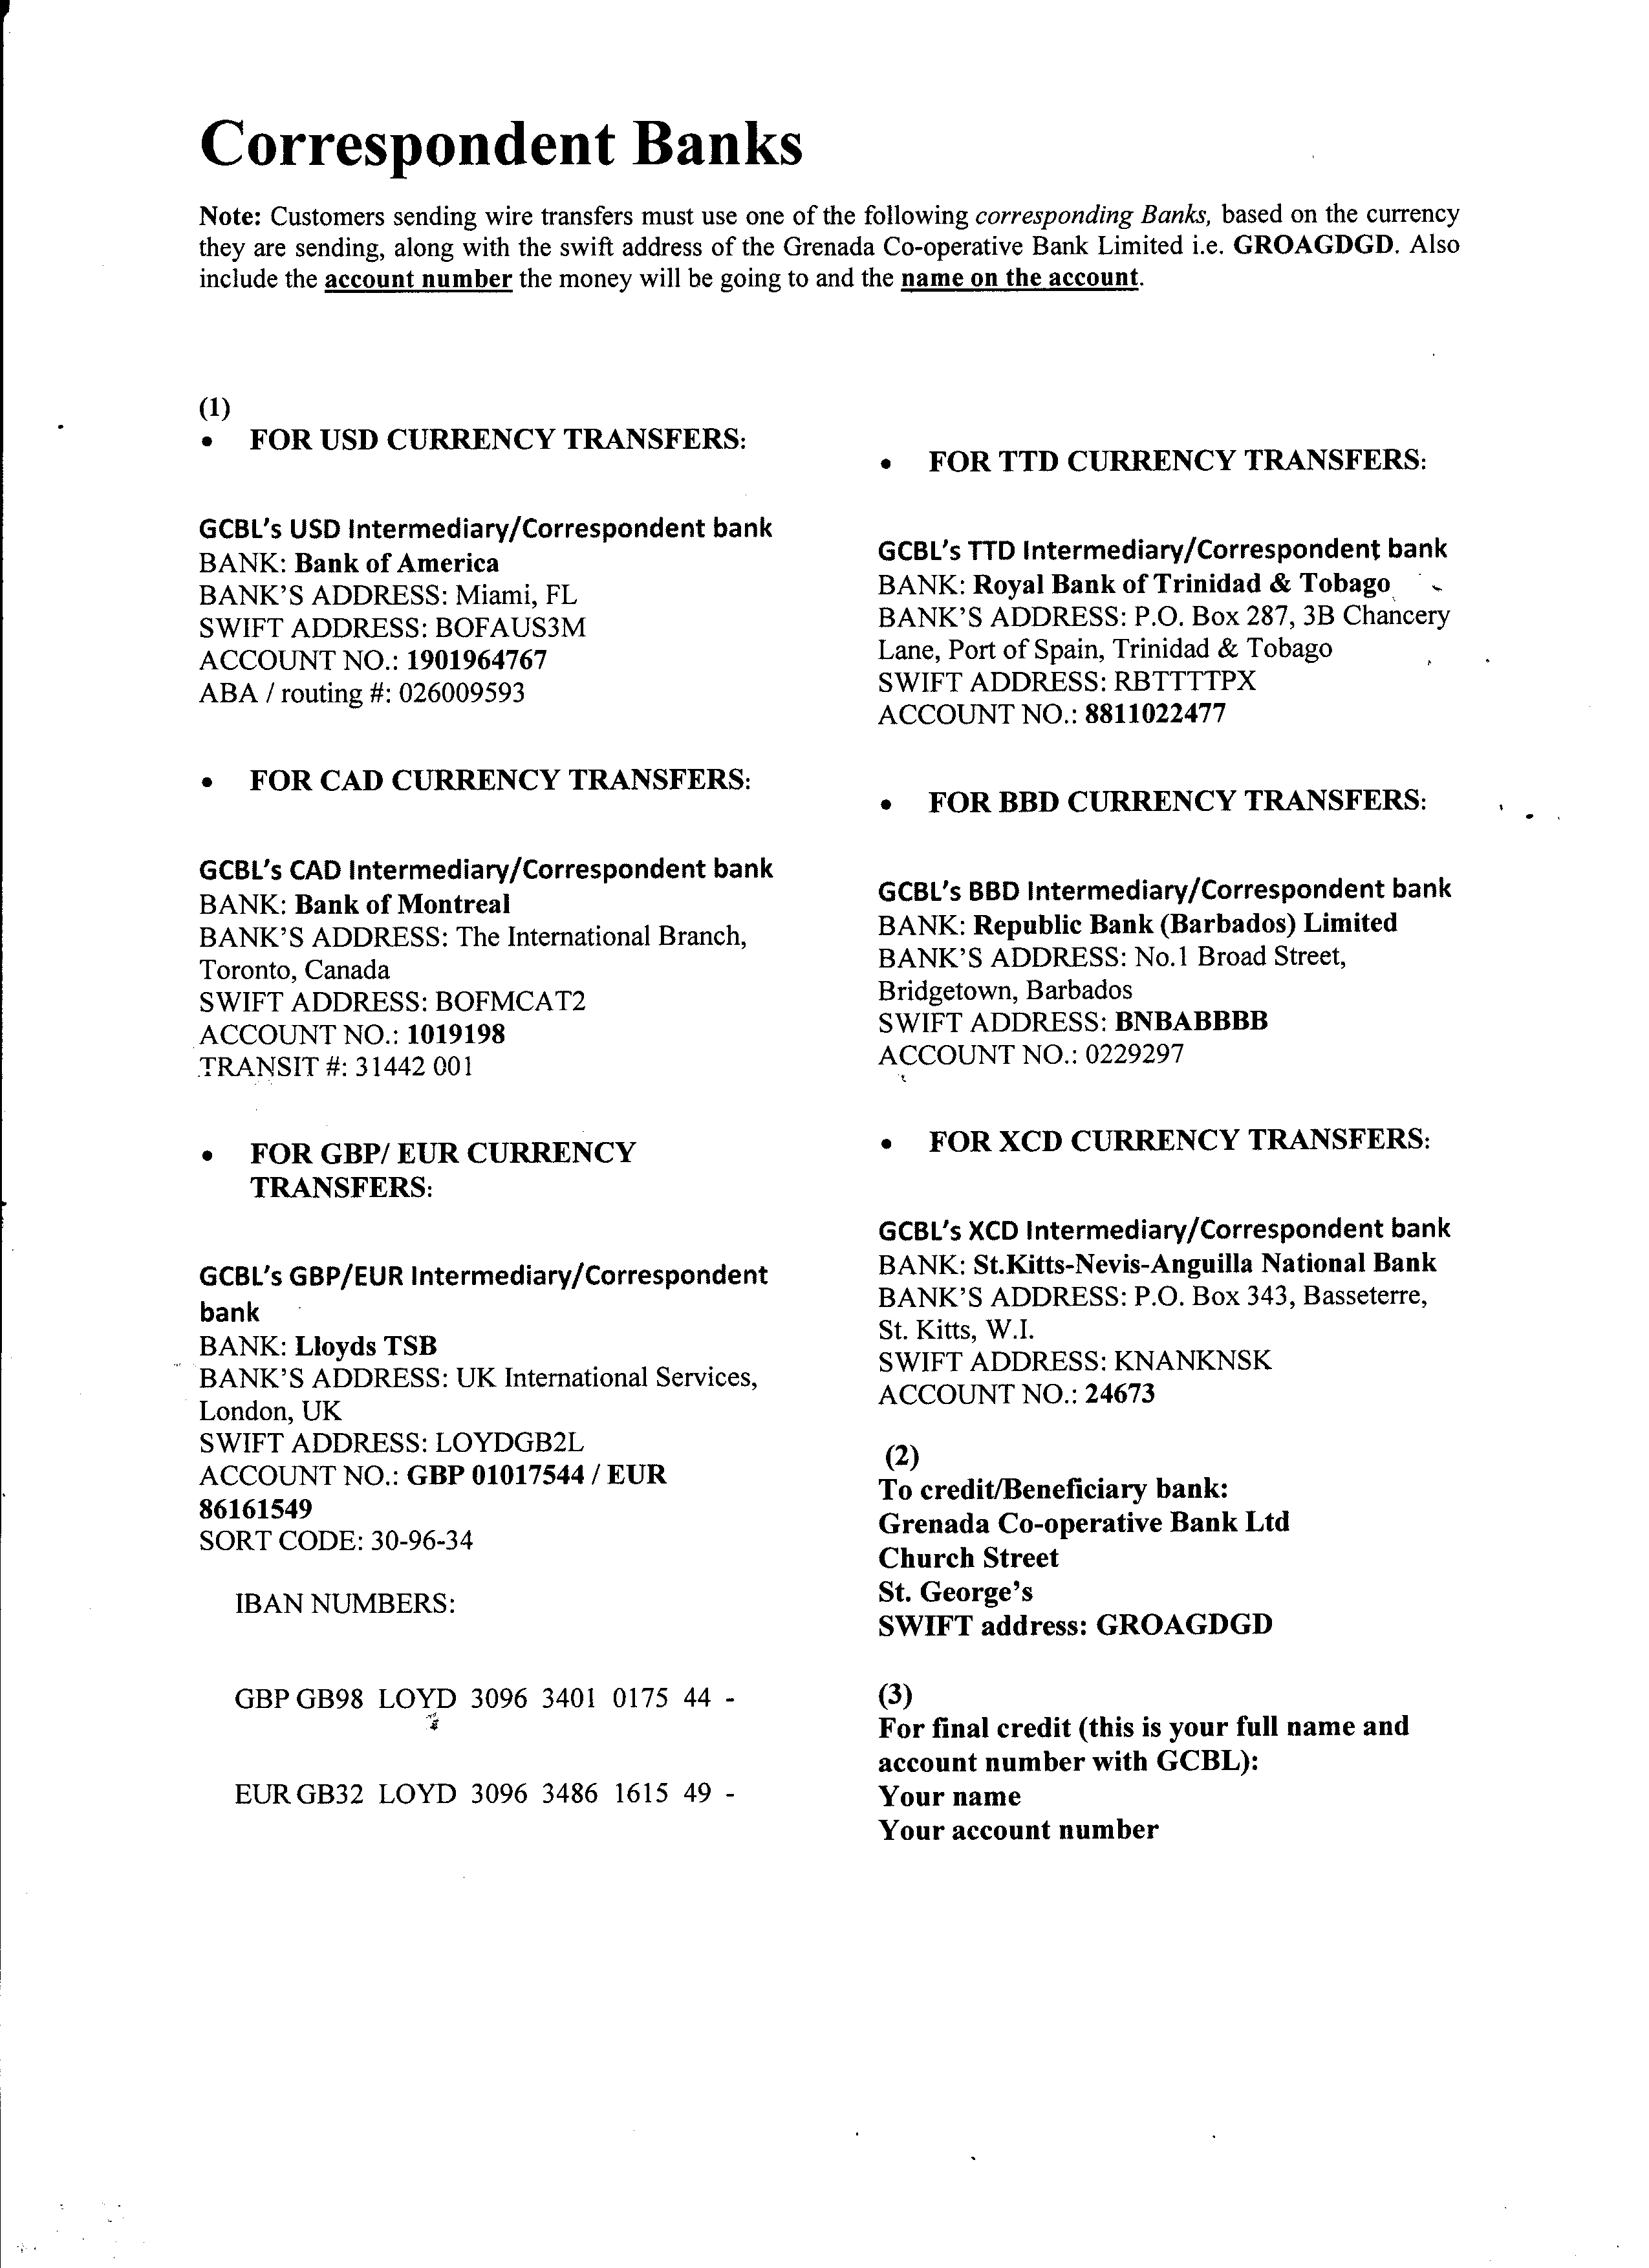 Correspondent Banks
Note: Customers sending wire transfers must use one of the following corresponding Banks, based on the currency
they are sending, along with the swift address of the Grenada Co-operative Bank Limited i.e. GROAGDGD. Also
include the account number the money will be going to and the name on the account.
(1)
• FOR USD CURRENCY TRANSFERS:
GCBL's USD Intermediary/Correspondent bank
BANK: Bank of America
BANK'S ADDRESS: Miami, FL
SWIFT ADDRESS: BOFAUS3M
ACCOUNT NO.: 1901964767
ABA / routing #: 026009593
• FOR CAD CURRENCY TRANSFERS:
GCBL's CAD Intermediary/Correspondent bank
BANK: Bank of Montreal
BANK'S ADDRESS: The International Branch,
Toronto, Canada
SWIFT ADDRESS: BOFMCAT2
ACCOUNT NO.: 1019198
TRANSIT #: 31442 001
• FOR GBP/ EUR CURRENCY
TRANSFERS:
GCBL's GBP/EUR Intermediary/Correspondent
bank
BANK: Lloyds TSB
BANK'S ADDRESS: UK International Services,
London, UK
SWIFT ADDRESS: LOYDGB2L
ACCOUNT NO.: GBP 01017544 / EUR
86161549
SORT CODE: 30-96-34
IBAN NUMBERS:
GBP GB98 LOYD 3096 3401 0175 44 -
EUR GB32 LOYD 3096 3486 1615 49 -
• FOR TTD CURRENCY TRANSFERS:
GCBL's TTD Intermediary/Correspondent bank
BANK: Royal Bank of Trinidad & Tobago
BANK'S ADDRESS: P.O. Box 287, 3B Chancery
Lane, Port of Spain, Trinidad & Tobago
SWIFT ADDRESS: RBTTTTPX
ACCOUNT NO.: 8811022477
• FOR BBD CURRENCY TRANSFERS:
GCBL's BBD Intermediary/Correspondent bank
BANK: Republic Bank (Barbados) Limited
BANK'S ADDRESS: No.1 Broad Street,
Bridgetown, Barbados
SWIFT ADDRESS: BNBABBBB
ACCOUNT NO.: 0229297
• FOR XCD CURRENCY TRANSFERS:
GCBL's XCD Intermediary/Correspondent bank
BANK: St.Kitts-Nevis-Anguilla National Bank
BANK'S ADDRESS: P.O. Box 343, Basseterre,
St. Kitts, W.I.
SWIFT ADDRESS: KNANKNSK
ACCOUNT NO.: 24673
(2)
To credit/Beneficiary bank:
Grenada Co-operative Bank Ltd
Church Street
St. George's
SWIFT address: GROAGDGD
(3)
For final credit (this is your full name and
account number with GCBL):
Your name
Your account number